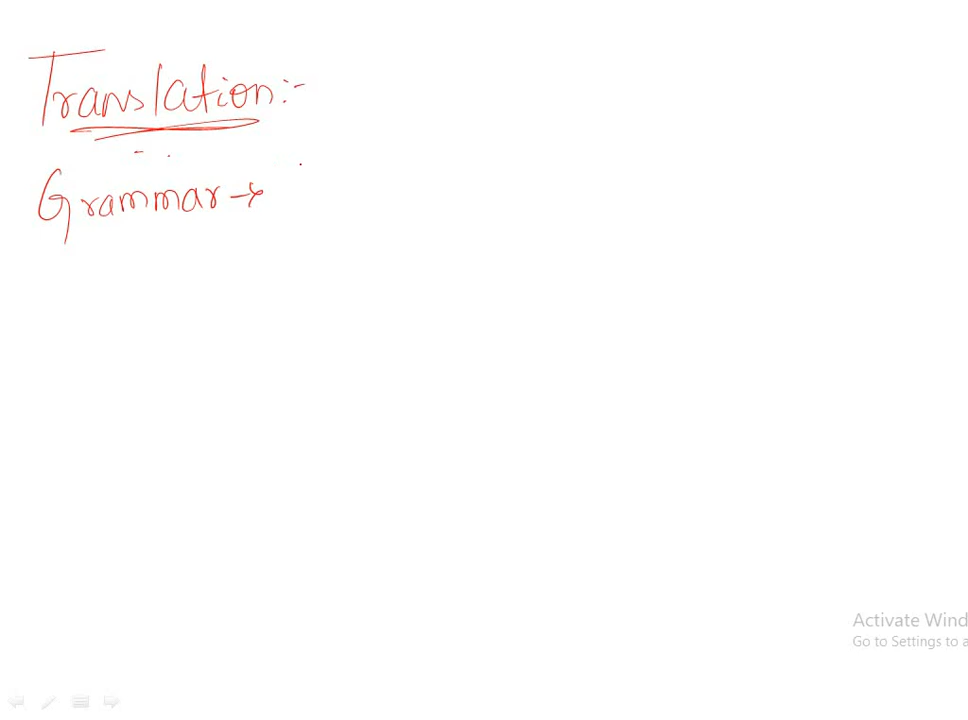 Translation:-
Grammar →
Activate Wind
Go to Settings to a